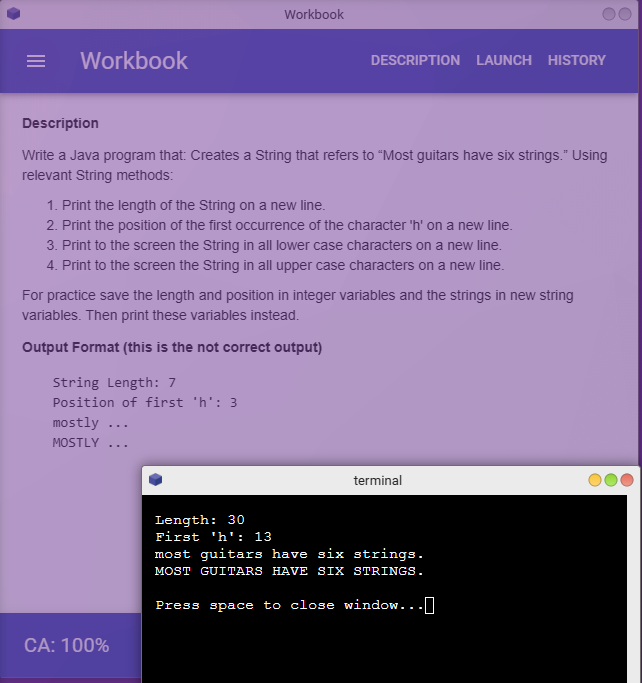 Workbook
Workbook DESCRIPTION LAUNCH HISTORY
Description
Write a Java program that: Creates a String that refers to “Most guitars have six strings.” Using
relevant String methods:
1. Print the length of the String on a new line.
2. Print the position of the first occurrence of the character 'h' on a new line.
3. Print to the screen the String in all lower case characters on a new line.
4. Print to the screen the String in all upper case characters on a new line.
For practice save the length and position in integer variables and the strings in new string
variables. Then print these variables instead.
Output Format (this is the not correct output)
String Length: 7
Position of first 'h': 3
mostly ...
MOSTLY ...
terminal
Length: 30
First 'h': 13
most guitars have six strings.
MOST GUITARS HAVE SIX STRINGS.
Press space to close window...
CA: 100%